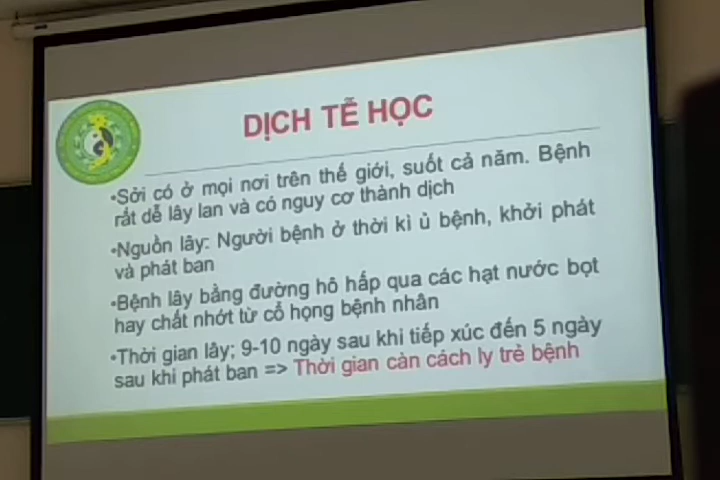 DỊCH TỄ HỌC
•Sởi có ở mọi nơi trên thế giới, suốt cả năm. Bệnh
rất dễ lây lan và có nguy cơ thành dịch
•Nguồn lây: Người bệnh ở thời kì ủ bệnh, khởi phát
và phát ban
•Bệnh lây bằng đường hô hấp qua các hạt nước bọt
hay chất nhớt từ cổ họng bệnh nhân
•Thời gian lây; 9-10 ngày sau khi tiếp xúc đến 5 ngày
sau khi phát ban => Thời gian càn cách ly trẻ bệnh